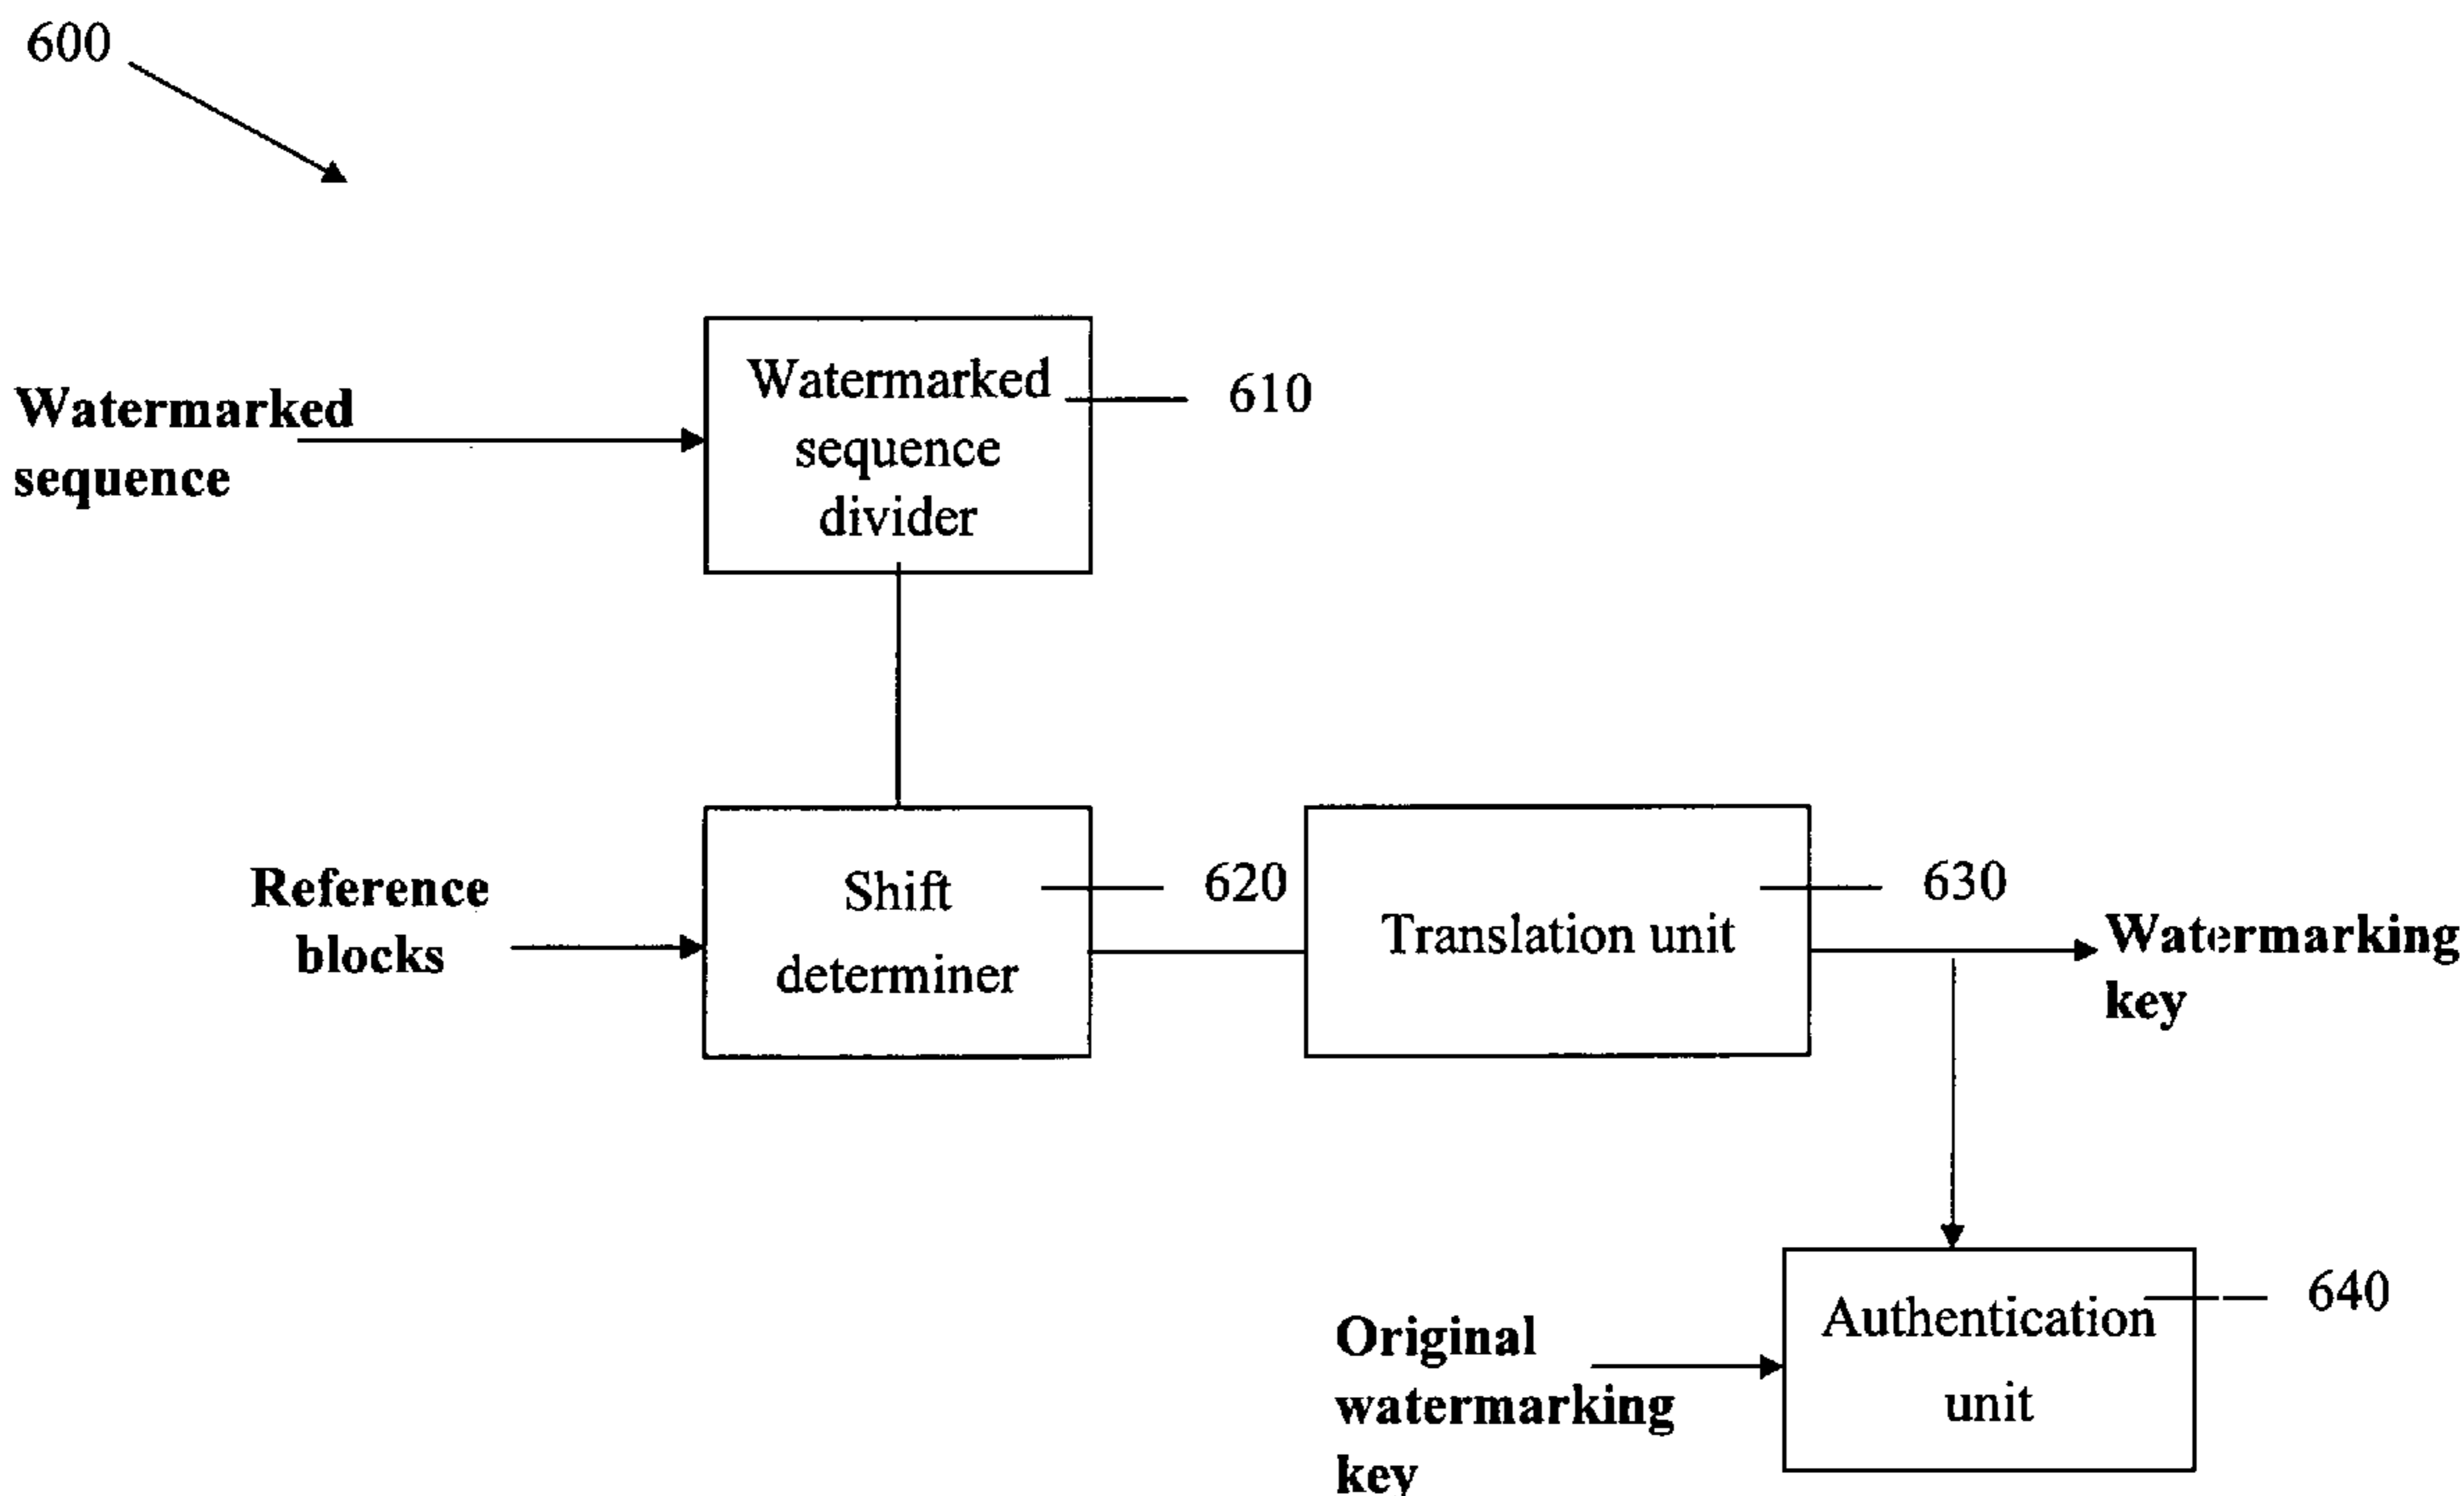 600
Watermarked
sequence
Watermarked
sequence
divider
610
Reference
blocks
Shift
determiner
620
Translation unit
630
Watermarking
key
Original
watermarking
key
Authentication
unit
640